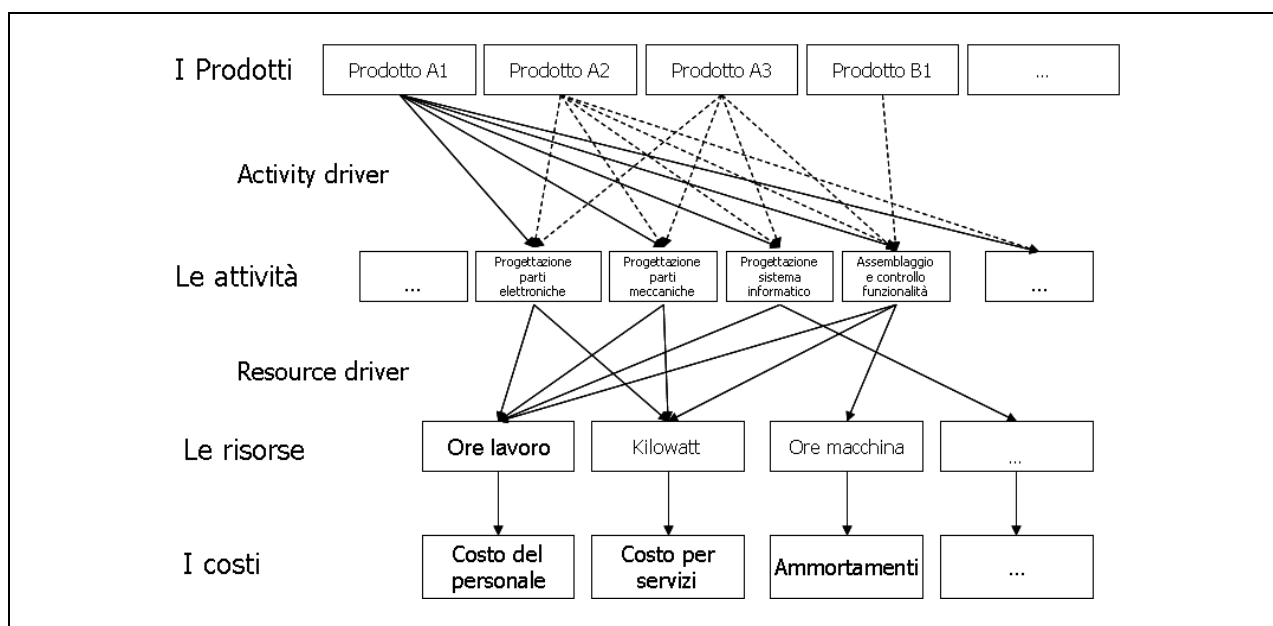 I Prodotti
Prodotto A1
Prodotto A2
Prodotto A3
Prodotto B1
...
Activity driver
Le attività
...
Progettazione
parti
elettroniche
Progettazione
parti
meccaniche
Progettazione
sistema
informatico
Assemblaggio
e controllo
funzionalità
...
Resource driver
Le risorse
Ore lavoro
Kilowatt
Ore macchina
...
I costi
Costo del
personale
Costo per
servizi
Ammortamenti
...